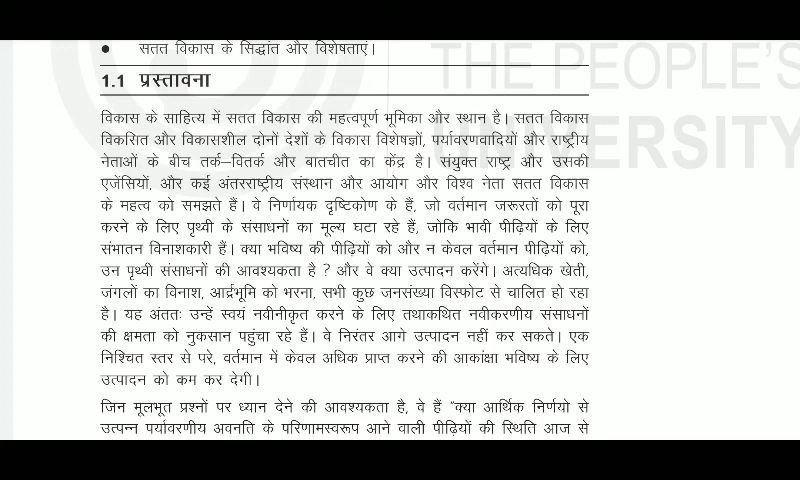 THE PEOPLE'S
UNIVERSITY
● सतत विकास के सिद्धांत और विशेषताएं।
1.1 प्रस्तावना
विकास के साहित्य में सतत विकास की महत्वपूर्ण भूमिका और स्थान है। सतत विकास
विकसित और विकासशील दोनों देशों के विकास विशेषज्ञों, पर्यावरणवादियों और राष्ट्रीय
नेताओं के बीच तर्क–वितर्क और बातचीत का केंद्र है। संयुक्त राष्ट्र और उसकी
एजेंसियों, और कई अंतरराष्ट्रीय संस्थान और आयोग और विश्व नेता सतत विकास
के महत्व को समझते हैं। वे निर्णायक दृष्टिकोण के हैं, जो वर्तमान जरूरतों को पूरा
करने के लिए पृथ्वी के संसाधनों का मूल्य घटा रहे हैं, जोकि भावी पीढ़ियों के लिए
संभातन विनाशकारी हैं। क्या भविष्य की पीढ़ियों को और न केवल वर्तमान पीढ़ियों को,
उन पृथ्वी संसाधनों की आवश्यकता है ? और वे क्या उत्पादन करेंगे। अत्यधिक खेती,
जंगलों का विनाश, आर्द्रभूमि को भरना, सभी कुछ जनसंख्या विस्फोट से चालित हो रहा
है। यह अंततः उन्हें स्वयं नवीनीकृत करने के लिए तथाकथित नवीकरणीय संसाधनों
की क्षमता को नुकसान पहुंचा रहे हैं। वे निरंतर आगे उत्पादन नहीं कर सकते। एक
निश्चित स्तर से परे, वर्तमान में केवल अधिक प्राप्त करने की आकांक्षा भविष्य के लिए
उत्पादन को कम कर देगी।
जिन मूलभूत प्रश्नों पर ध्यान देने की आवश्यकता है, वे हैं "क्या आर्थिक निर्णयो से
उत्पन्न पर्यावरणीय अवनति के परिणामस्वरूप आने वाली पीढ़ियों की स्थिति आज से